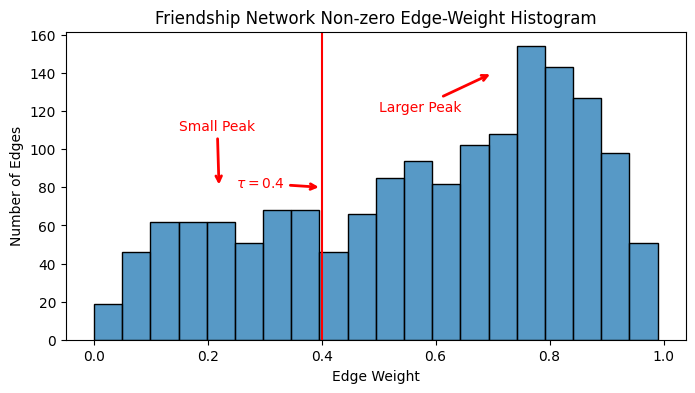 Friendship Network Non-zero Edge-Weight Histogram
160
140
120
100
80
60
40
20
0
Number of Edges
Small Peak
τ = 0.4
Larger Peak
0.0 0.2 0.4 0.6 0.8 1.0
Edge Weight